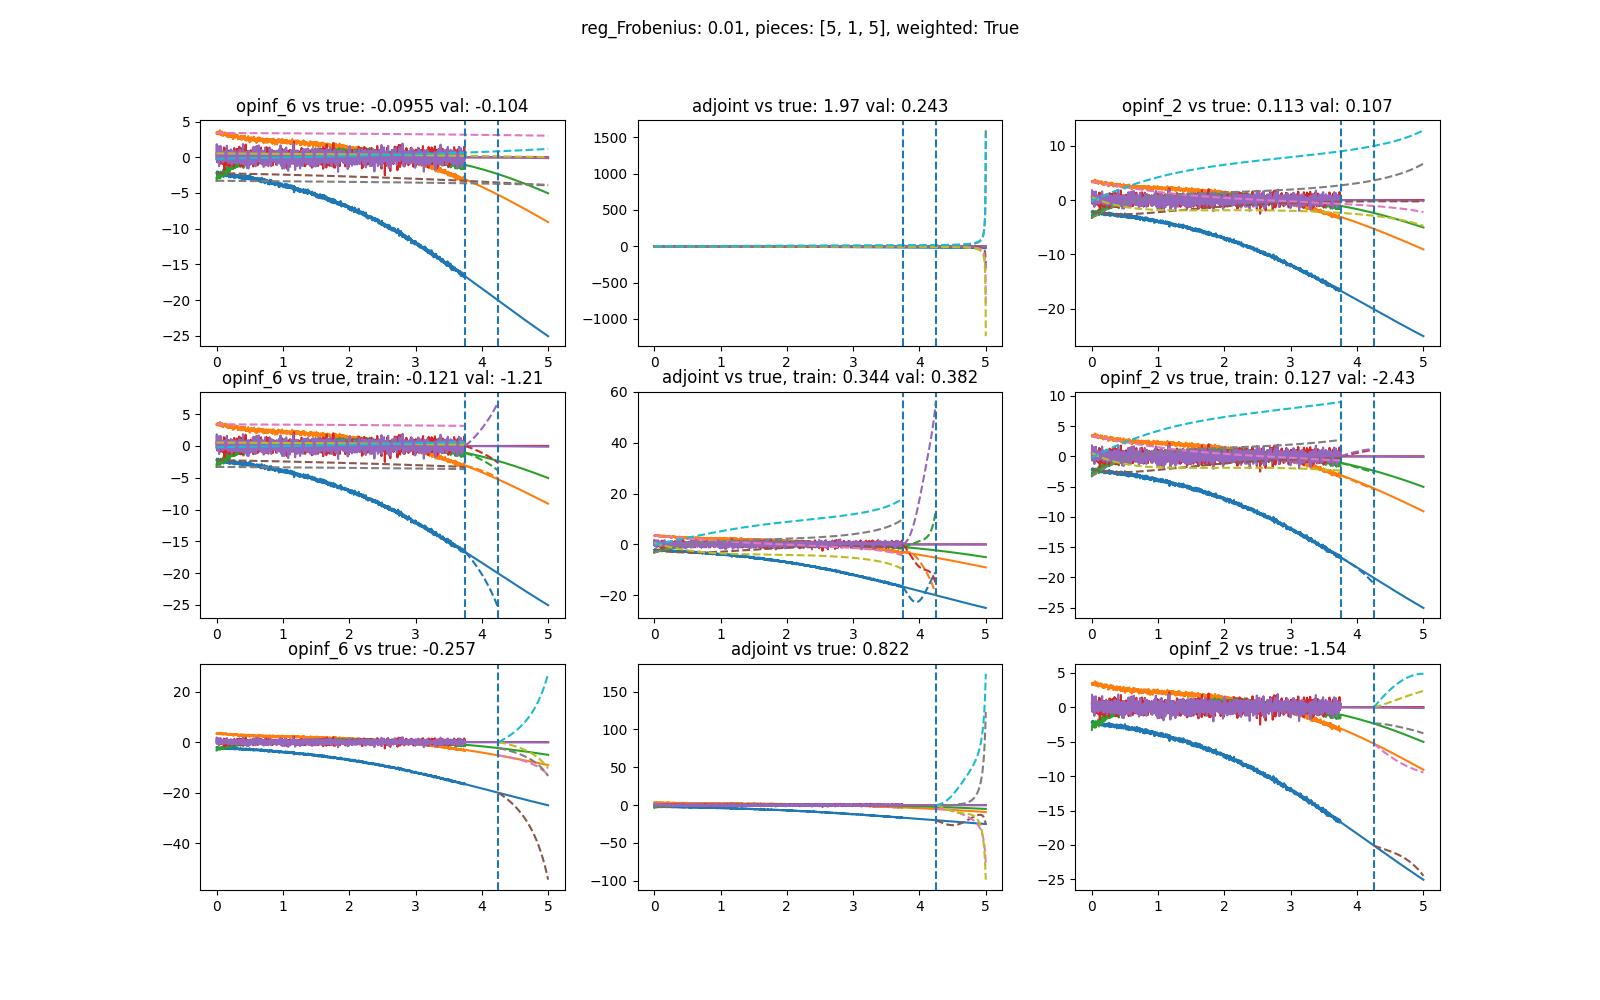 reg_Frobenius: 0.01, pieces: [5, 1, 5], weighted: True
opinf_6 vs true: -0.0955 val: -0.104
5
0
−5
−10
−15
−20
−25
0 1 2 3 4 5
adjoint vs true: 1.97 val: 0.243
1500
1000
500
0
−500
−1000
0 1 2 3 4 5
opinf_2 vs true: 0.113 val: 0.107
10
0
−10
−20
0 1 2 3 4 5
opinf_6 vs true, train: -0.121 val: -1.21
5
0
−5
−10
−15
−20
−25
0 1 2 3 4 5
adjoint vs true, train: 0.344 val: 0.382
60
40
20
0
−20
0 1 2 3 4 5
opinf_2 vs true, train: 0.127 val: -2.43
10
5
0
−5
−10
−15
−20
−25
0 1 2 3 4 5
opinf_6 vs true: -0.257
20
0
−20
−40
0 1 2 3 4 5
adjoint vs true: 0.822
150
100
50
0
−50
−100
0 1 2 3 4 5
opinf_2 vs true: -1.54
5
0
−5
−10
−15
−20
−25
0 1 2 3 4 5